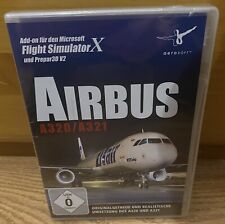 Add-on für den Microsoft
Flight Simulator X
und Prepar3D V2
aerosoft
AIRBUS
A320/A321
0
ORIGINALGETREUE UND REALISTISCHE
UMSETZUNG DES A320 UND A321